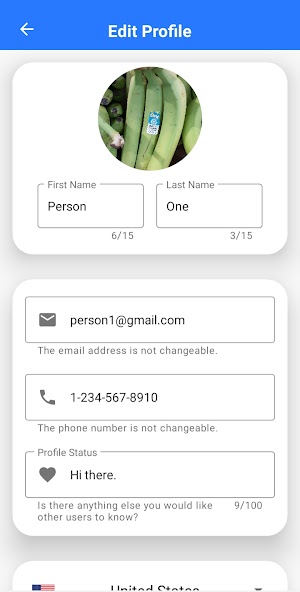 Edit Profile
First Name
Last Name
Person
One
6/15
3/15
person1@gmail.com
The email address is not changeable.
1-234-567-8910
The phone number is not changeable.
Profile Status
Hi there.
Is there anything else you would like
other users to know?
9/100
United States